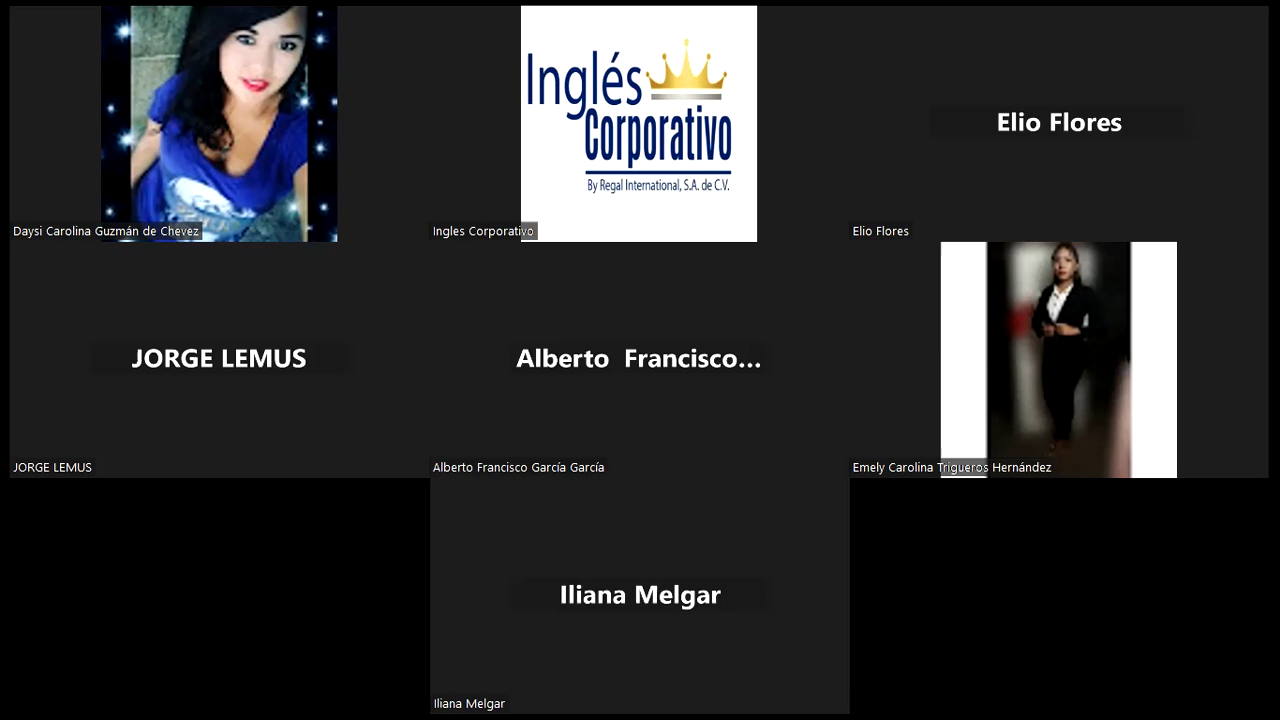 Inglés
Corporativo
By Regal International, S.A. de C.V.
Elio Flores
Daysi Carolina Guzmán de Chevez
Ingles Corporativo
Elio Flores
JORGE LEMUS
Alberto Francisco...
JORGE LEMUS
Alberto Francisco García García
Emely Carolina Trigueros Hernández
Iliana Melgar
Iliana Melgar